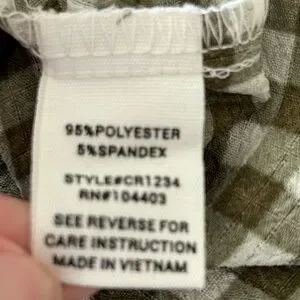 95%POLYESTER
5%SPANDEX
STYLE#CR1234
RN#104403
SEE REVERSE FOR
CARE INSTRUCTION
MADE IN VIETNAM